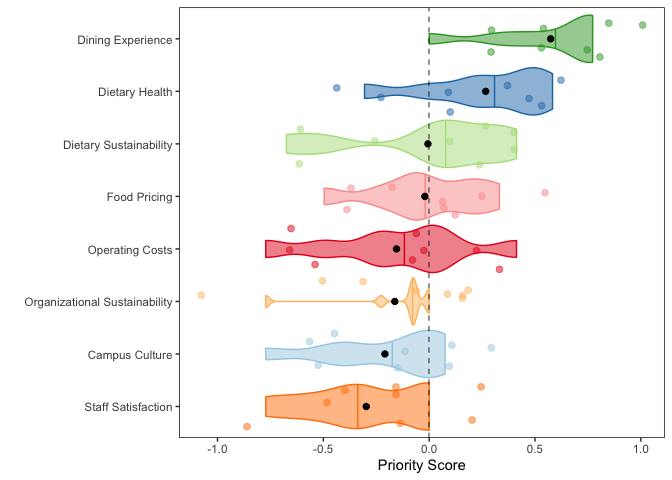 Dining Experience
Dietary Health
Dietary Sustainability
Food Pricing
Operating Costs
Organizational Sustainability
Campus Culture
Staff Satisfaction
-1.0 -0.5 0.0 0.5 1.0
Priority Score